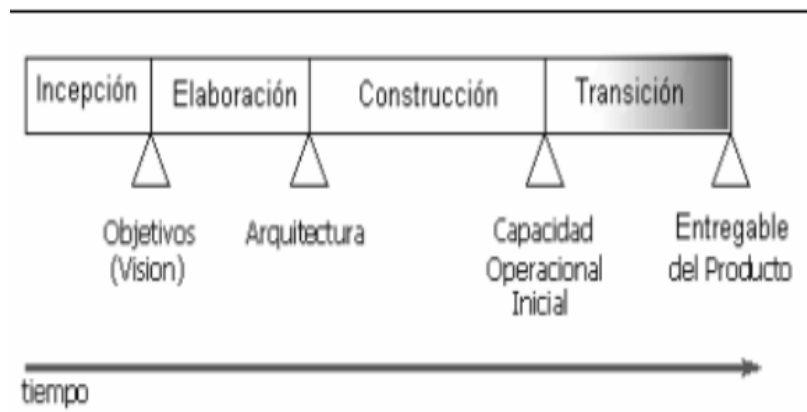 Incepción
Elaboración
Construcción
Transición
Objetivos
(Vision)
Arquitectura
Capacidad
Operacional
Inicial
Entregable
del Producto
tiempo